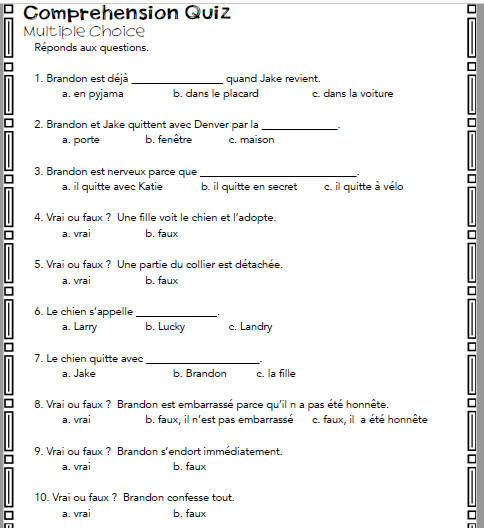 Comprehension Quiz
Multiple Choice
Réponds aux questions.
1. Brandon est déjà _________________ quand Jake revient.
a. en pyjama b. dans le placard c. dans la voiture
2. Brandon et Jake quittent avec Denver par la ______________.
a. porte b. fenêtre c. maison
3. Brandon est nerveux parce que _____________________________.
a. il quitte avec Katie b. il quitte en secret c. il quitte à vélo
4. Vrai ou faux ? Une fille voit le chien et l'adopte.
a. vrai b. faux
5. Vrai ou faux ? Une partie du collier est détachée.
a. vrai b. faux
6. Le chien s'appelle _______________.
a. Larry b. Lucky c. Landry
7. Le chien quitte avec _____________________.
a. Jake b. Brandon c. la fille
8. Vrai ou faux ? Brandon est embarrassé parce qu'il n a pas été honnête.
a. vrai b. faux, il n'est pas embarrassé c. faux, il a été honnête
9. Vrai ou faux ? Brandon s'endort immédiatement.
a. vrai b. faux
10. Vrai ou faux ? Brandon confesse tout.
a. vrai b. faux